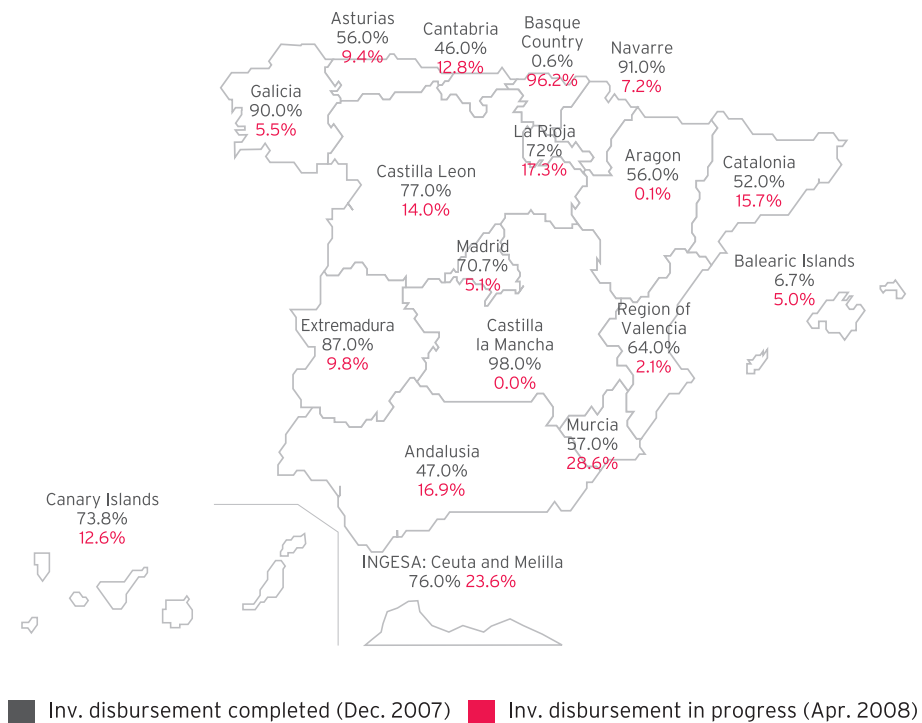 Asturias
56.0%
9.4%
Cantabria
46.0%
12.8%
Basque
Country
0.6%
96.2%
Navarre
91.0%
7.2%
Galicia
90.0%
5.5%
La Rioja
72%
17.3%
Castilla Leon
77.0%
14.0%
Aragon
56.0%
0.1%
Catalonia
52.0%
15.7%
Madrid
70.7%
5.1%
Balearic Islands
6.7%
5.0%
Extremadura
87.0%
9.8%
Castilla
la Mancha
98.0%
0.0%
Region of
Valencia
64.0%
2.1%
Murcia
57.0%
28.6%
Andalusia
47.0%
16.9%
Canary Islands
73.8%
12.6%
INGESA: Ceuta and Melilla
76.0% 23.6%
Inv. disbursement completed (Dec. 2007) Inv. disbursement in progress (Apr. 2008)